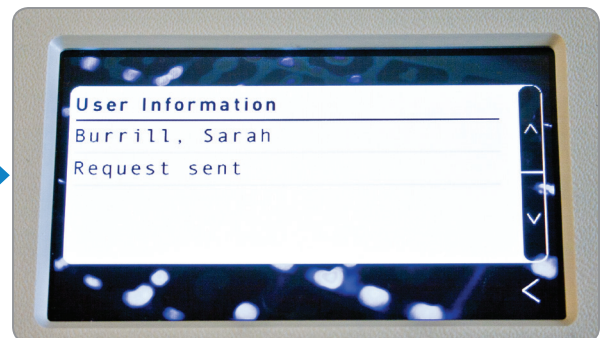 User Information
Burrill, Sarah
Request sent